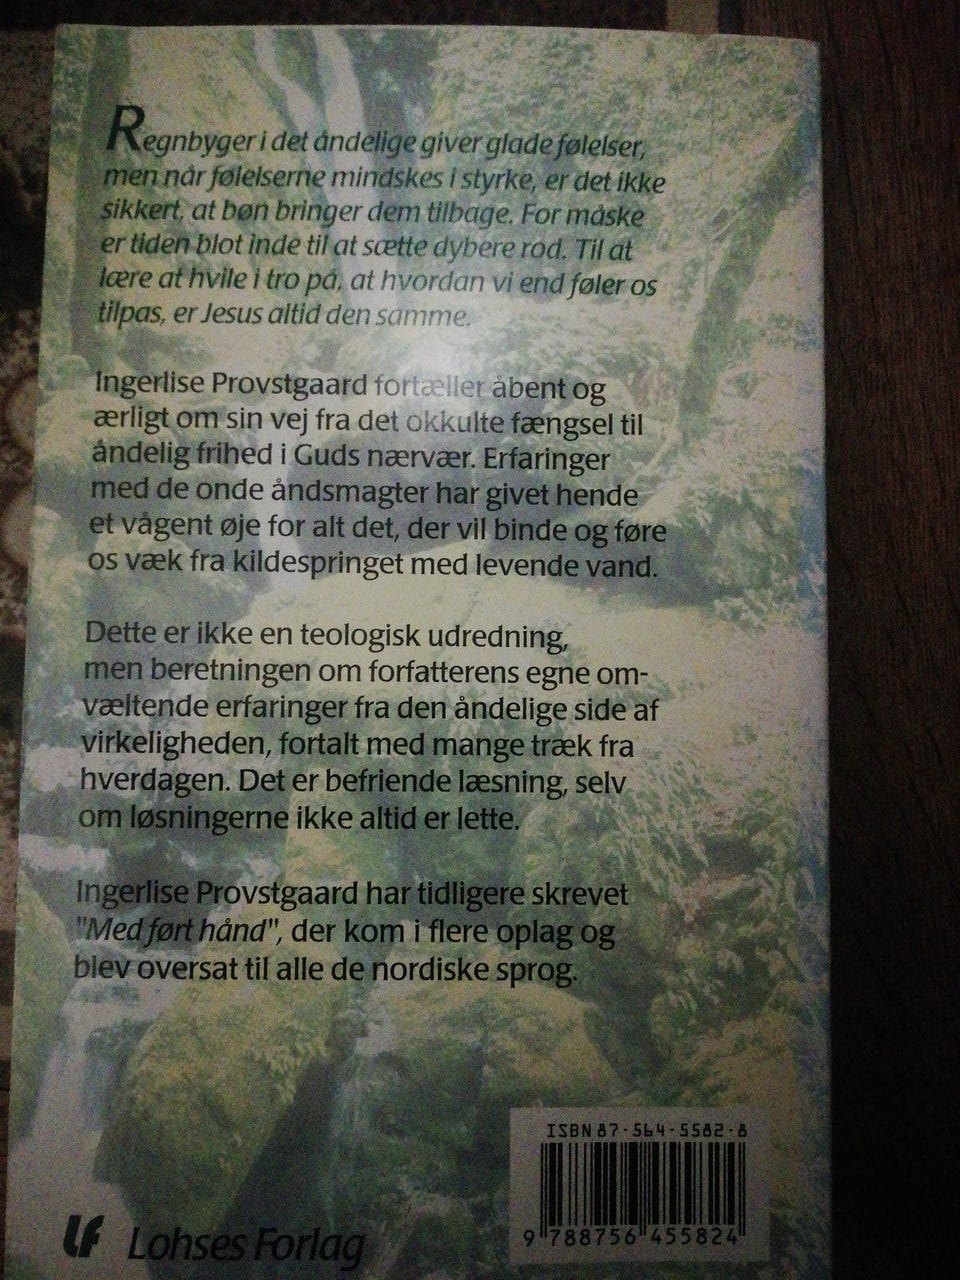 Regnbyger i det åndelige giver glade følelser,
men når følelserne mindskes i styrke, er det ikke
sikkert, at bøn bringer dem tilbage. For måske
er tiden blot inde til at sætte dybere rod. Til at
lære at hvile i tro på, at hvordan vi end føler os
tilpas, er Jesus altid den samme.
Ingerlise Provstgaard fortæller åbent og
ærligt om sin vej fra det okkulte fængsel til
åndelig frihed i Guds nærvær. Erfaringer
med de onde åndsmagter har givet hende
et vågent øje for alt det, der vil binde og føre
os væk fra kildespringet med levende vand.
Dette er ikke en teologisk udredning,
men beretningen om forfatterens egne om-
væltende erfaringer fra den åndelige side af
virkeligheden, fortalt med mange træk fra
hverdagen. Det er befriende læsning, selv
om løsningerne ikke altid er lette.
Ingerlise Provstgaard har tidligere skrevet
"Med ført hånd", der kom i flere oplag og
blev oversat til alle de nordiske sprog.
ISBN 87-564-5582-8
9 788756 455824
LF Lohses Forlag